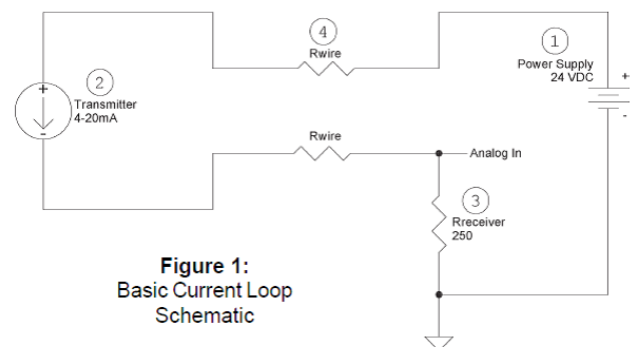 4
Rwire
1
Power Supply
24 VDC
+
-
2
+
Transmitter
4-20mA
-
Rwire
Analog In
3
Rreceiver
250
Figure 1:
Basic Current Loop
Schematic